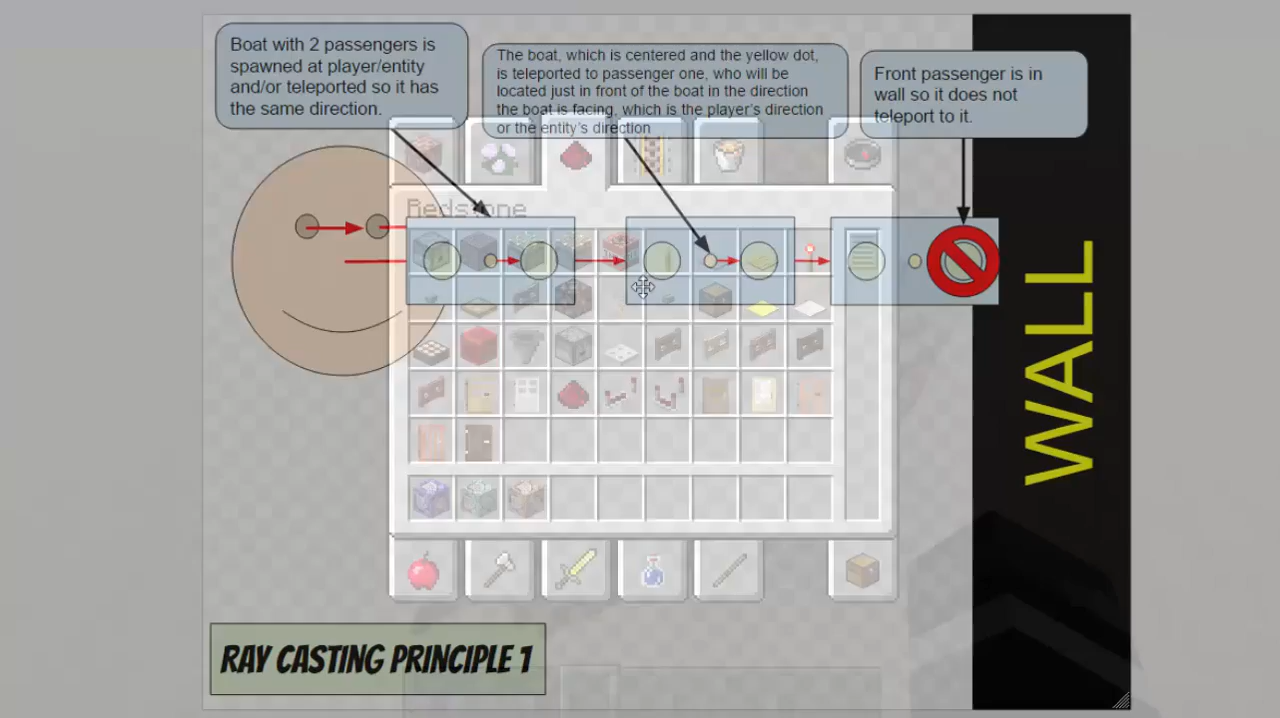 Boat with 2 passengers is
spawned at player/entity
and/or teleported so it has
the same direction.
The boat, which is centered and the yellow dot,
is teleported to passenger one, who will be
located just in front of the boat in the direction
the boat is facing, which is the player's direction
or the entity's direction
Front passenger is in
wall so it does not
teleport to it.
Redstone
WALL
RAY CASTING PRINCIPLE 1